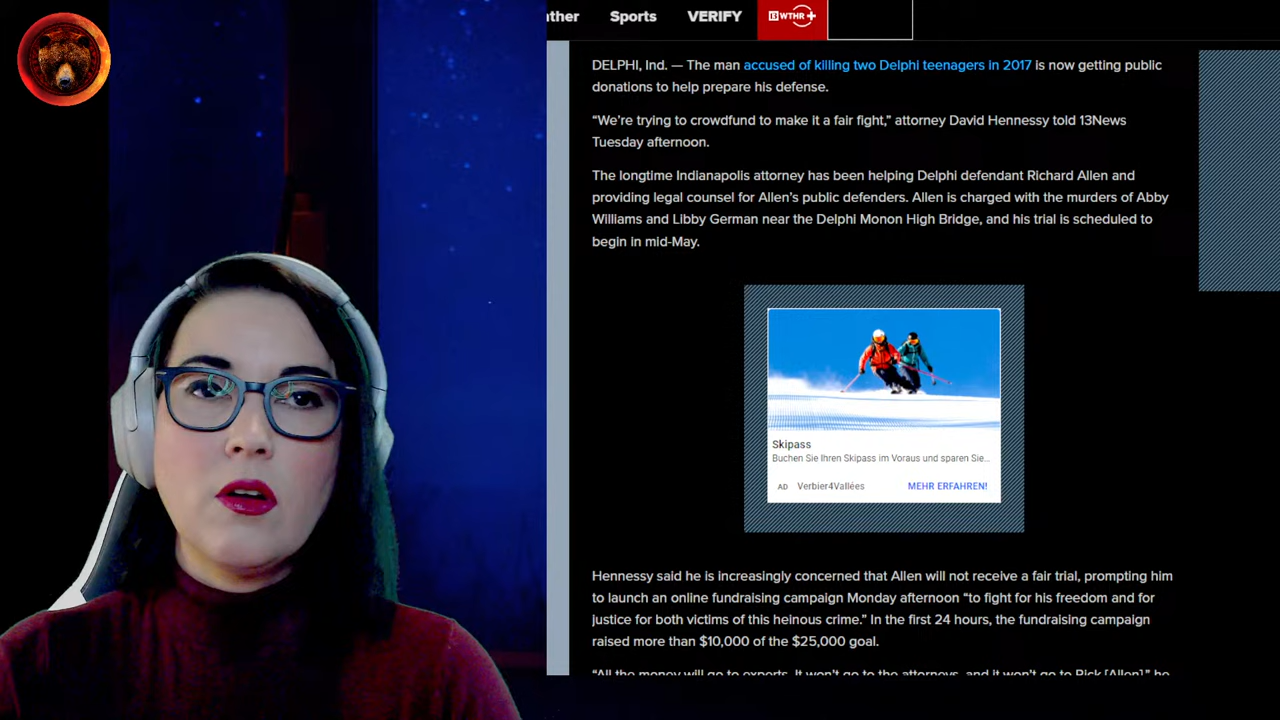 Sports VERIFY 13 WTHR +
DELPHI, Ind. — The man accused of killing two Delphi teenagers in 2017 is now getting public
donations to help prepare his defense.
“We’re trying to crowdfund to make it a fair fight,” attorney David Hennessy told 13News
Tuesday afternoon.
The longtime Indianapolis attorney has been helping Delphi defendant Richard Allen and
providing legal counsel for Allen’s public defenders. Allen is charged with the murders of Abby
Williams and Libby German near the Delphi Monon High Bridge, and his trial is scheduled to
begin in mid-May.
Skipass
Buchen Sie Ihren Skipass im Voraus und sparen Sie...
AD Verbier4Vallées MEHR ERFAHREN!
Hennessy said he is increasingly concerned that Allen will not receive a fair trial, prompting him
to launch an online fundraising campaign Monday afternoon “to fight for his freedom and for
justice for both victims of this heinous crime.” In the first 24 hours, the fundraising campaign
raised more than $10,000 of the $25,000 goal.
“All the money will go to experts. It won’t go to the attorneys, and it won’t go to Rick [Allen],” he